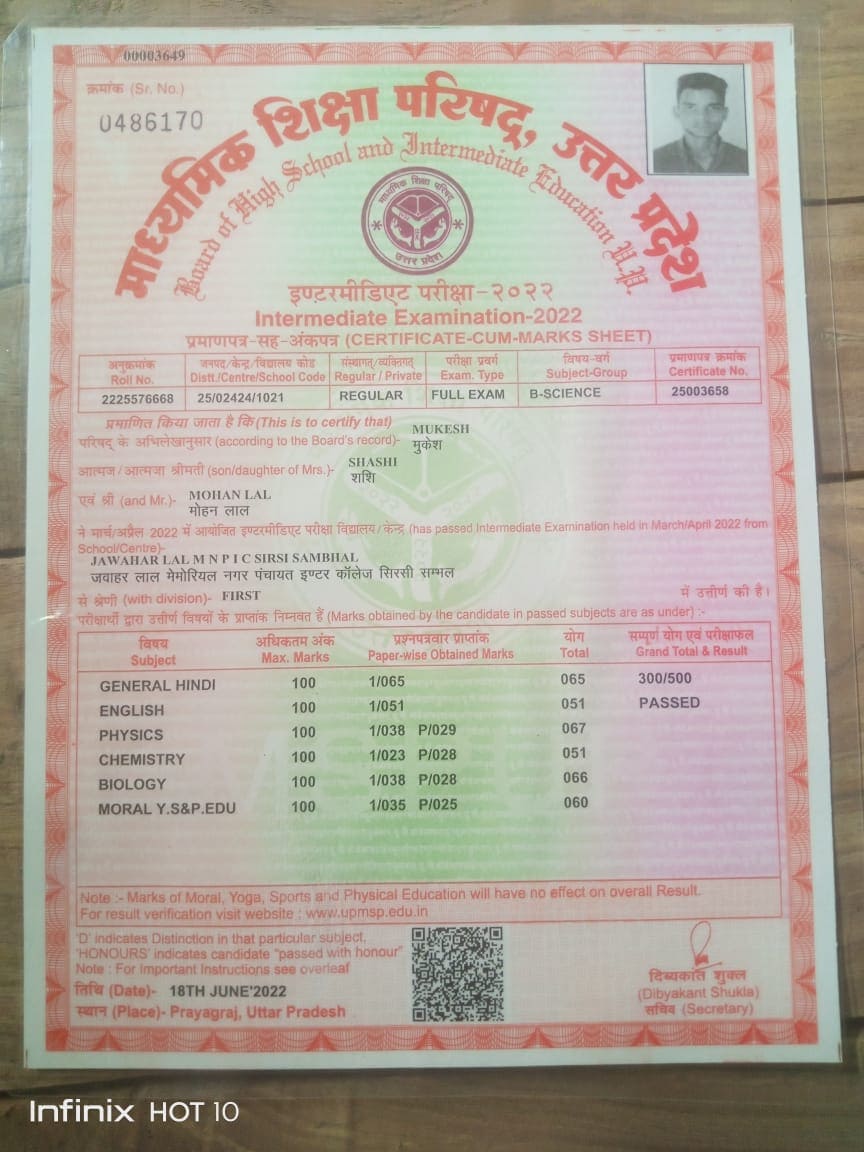 00003649
क्रमांक (Sr. No.)
0486170
माध्यमिक शिक्षा परिषद्, उत्तर प्रदेश
Board of High School and Intermediate Education U.P.
माध्यमिक शिक्षा परिषद
उत्तर प्रदेश
इण्टरमीडिएट परीक्षा-२०२२
Intermediate Examination-2022
प्रमाणपत्र-सह-अंकपत्र (CERTIFICATE-CUM-MARKS SHEET)
अनुक्रमांक जनपद/केन्द्र/विद्यालय कोड संस्थागत/व्यक्तिगत परीक्षा प्रवर्ग विषय-वर्ग प्रमाणपत्र क्रमांक
Roll No. Distt./Centre/School Code Regular / Private Exam. Type Subject-Group Certificate No.
2225576668 25/02424/1021 REGULAR FULL EXAM B-SCIENCE 25003658
प्रमाणित किया जाता है कि (This is to certify that)
परिषद् के अभिलेखानुसार (according to the Board's record)- MUKESH
मुकेश
आत्मज/आत्मजा श्रीमती (son/daughter of Mrs.)- SHASHI
शशि
एवं श्री (and Mr.)- MOHAN LAL
मोहन लाल
ने मार्च/अप्रैल 2022 में आयोजित इण्टरमीडिएट परीक्षा विद्यालय/केन्द्र (has passed Intermediate Examination held in March/April 2022 from
School/Centre)-
JAWAHAR LAL M N P I C SIRSI SAMBHAL
जवाहर लाल मेमोरियल नगर पंचायत इण्टर कॉलेज सिरसी सम्भल
से श्रेणी (with division)- FIRST में उत्तीर्ण की है।
परीक्षार्थी द्वारा उत्तीर्ण विषयों के प्राप्तांक निम्नवत हैं (Marks obtained by the candidate in passed subjects are as under) :-
विषय अधिकतम अंक प्रश्नपत्रवार प्राप्तांक योग सम्पूर्ण योग एवं परीक्षाफल
Subject Max. Marks Paper-wise Obtained Marks Total Grand Total & Result
GENERAL HINDI 100 1/065 065 300/500
ENGLISH 100 1/051 051 PASSED
PHYSICS 100 1/038 P/029 067
CHEMISTRY 100 1/023 P/028 051
BIOLOGY 100 1/038 P/028 066
MORAL Y.S&P.EDU 100 1/035 P/025 060
Note :- Marks of Moral, Yoga, Sports and Physical Education will have no effect on overall Result.
For result verification visit website : www.upmsp.edu.in
'D' indicates Distinction in that particular subject,
'HONOURS' indicates candidate "passed with honour"
Note : For Important Instructions see overleaf
तिथि (Date)- 18TH JUNE'2022
स्थान (Place)- Prayagraj, Uttar Pradesh
दिब्यकांत शुक्ल
(Dibyakant Shukla)
सचिव (Secretary)
Infinix HOT 10